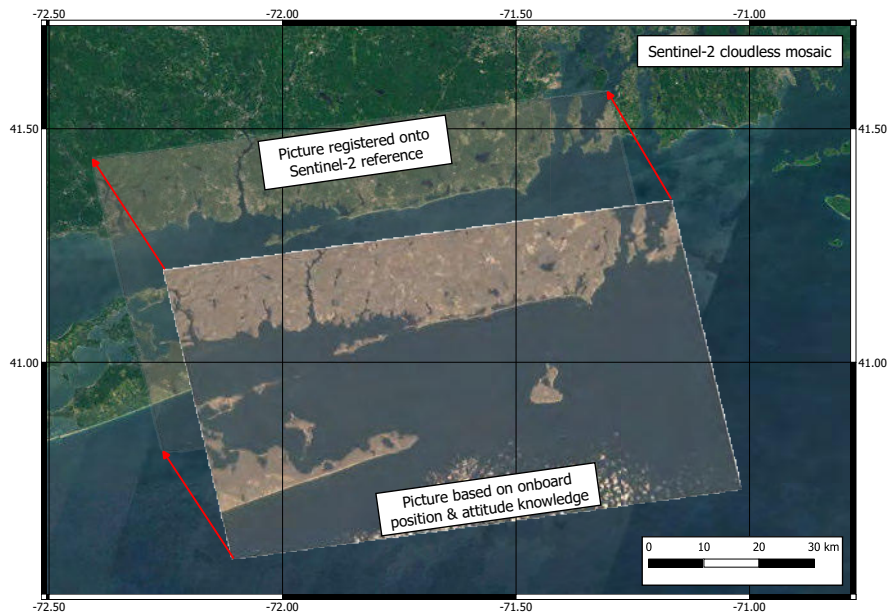 -72.50 -72.00 -71.50 -71.00
Sentinel-2 cloudless mosaic
41.50 41.50
Picture registered onto
Sentinel-2 reference
41.00 41.00
Picture based on onboard
position & attitude knowledge
0 10 20 30 km
-72.50 -72.00 -71.50 -71.00